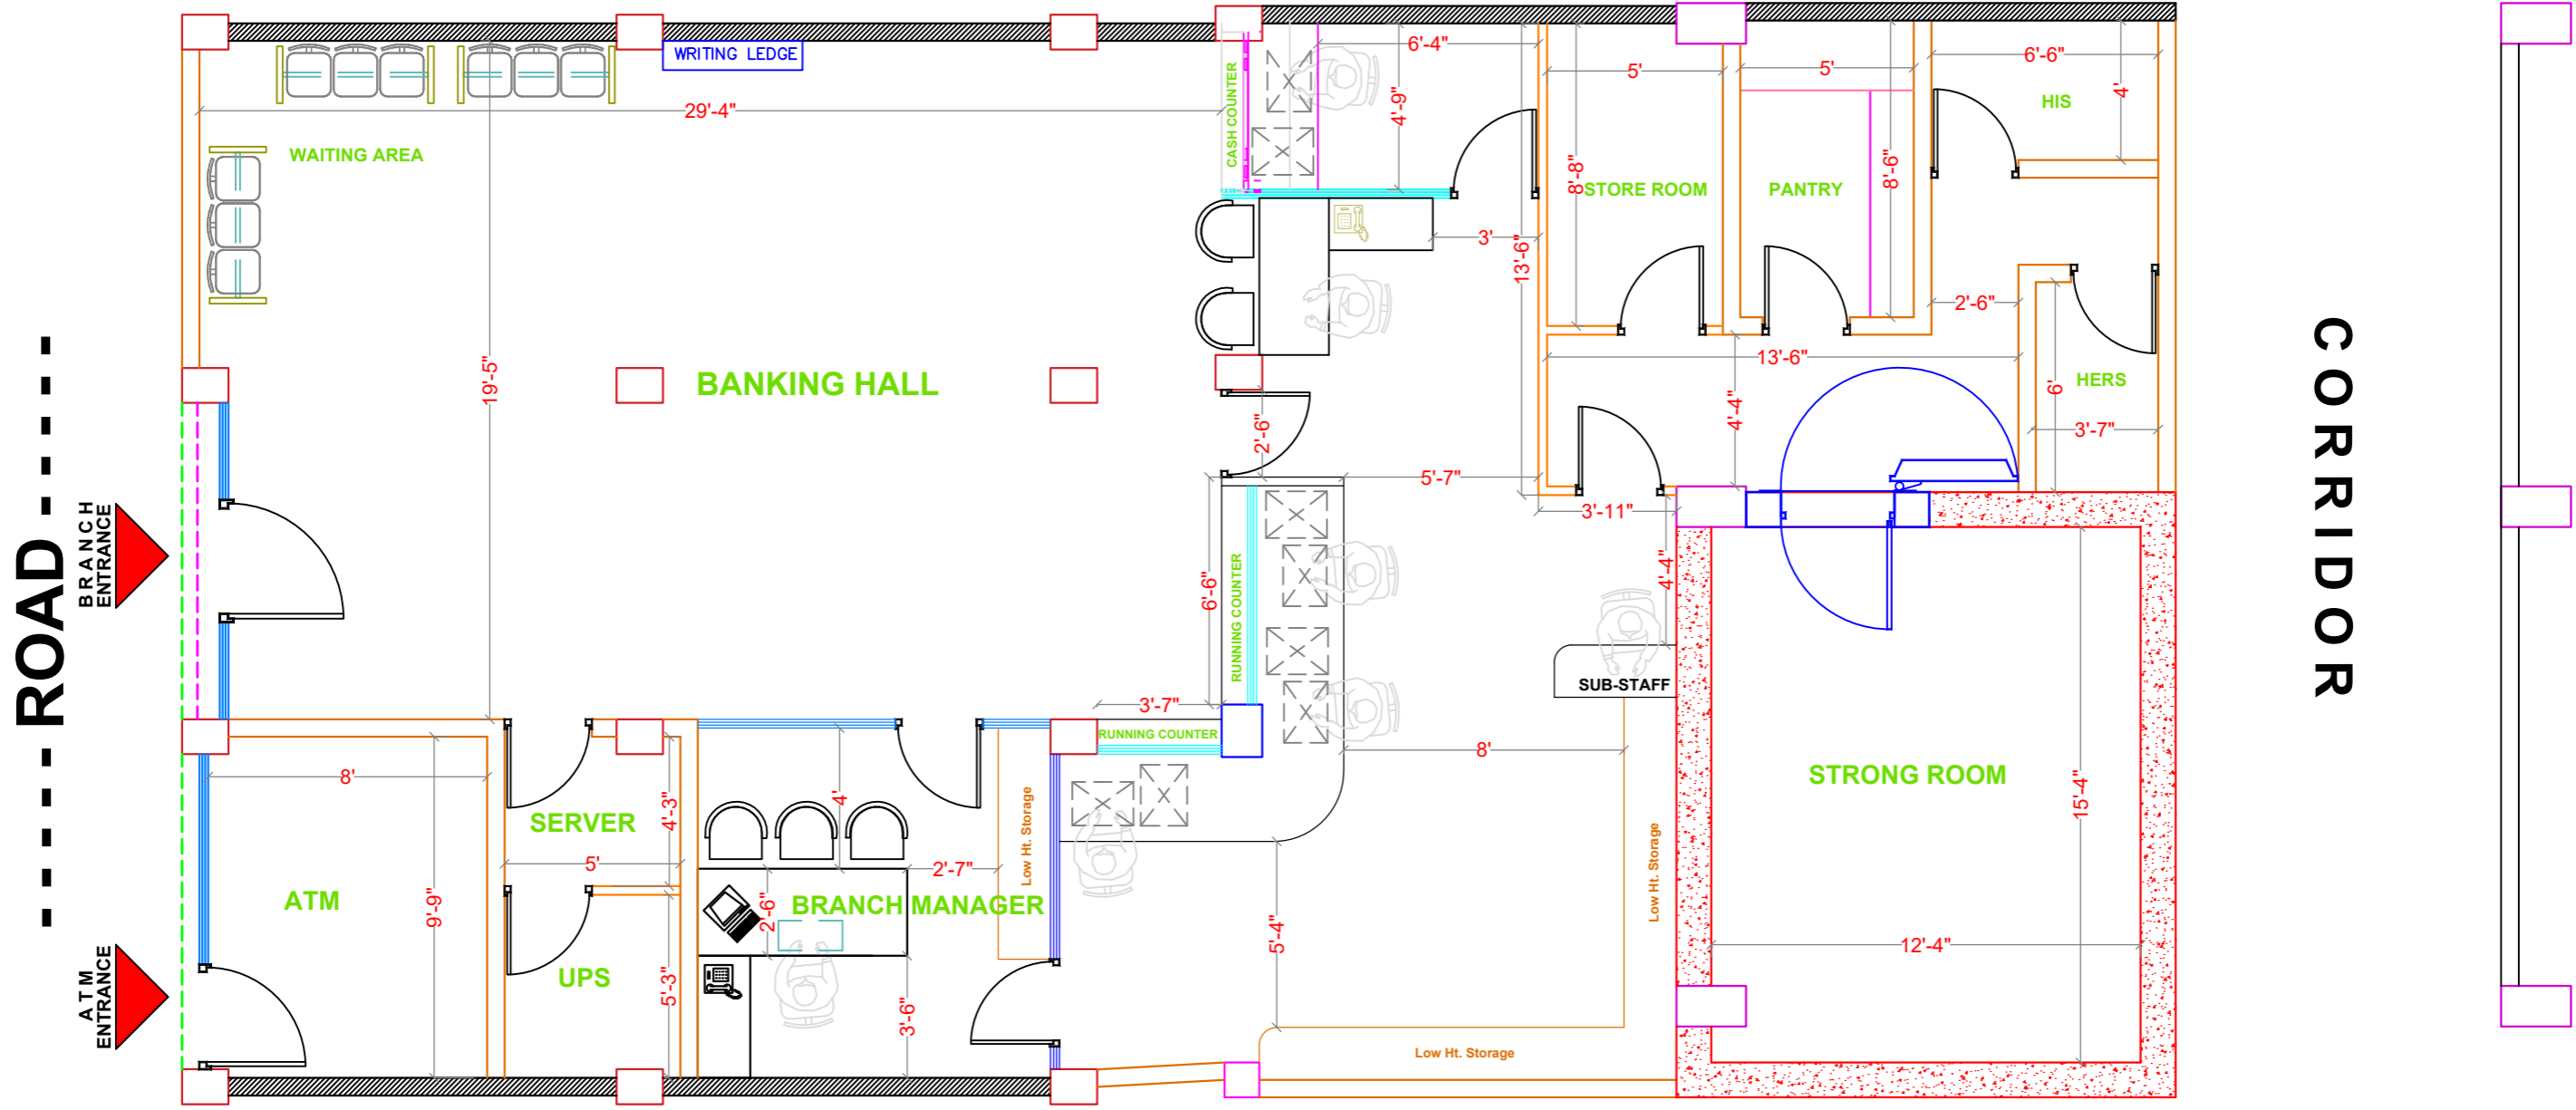 WRITING LEDGE
6'-4"
5'
5'
6'-6"
4'
HIS
29'-4"
CASH COUNTER
4'-9"
WAITING AREA
8'-8"
STORE ROOM
PANTRY
8'-6"
3'
13'-6"
2'-6"
19'-5"
BANKING HALL
13'-6"
HERS
6'
3'-7"
4'-4"
2'-6"
5'-7"
3'-11"
CORRIDOR
ROAD
BRANCH
ENTRANCE
6'-6"
RUNNING COUNTER
4'-4"
SUB-STAFF
3'-7"
RUNNING COUNTER
8'
8'
STRONG ROOM
15'-4"
SERVER
4'-3"
4'
5'
2'-7"
Low Ht. Storage
Low Ht. Storage
ATM
9'-9"
2'-6"
BRANCH MANAGER
5'-4"
12'-4"
UPS
5'-3"
3'-6"
ATM
ENTRANCE
Low Ht. Storage